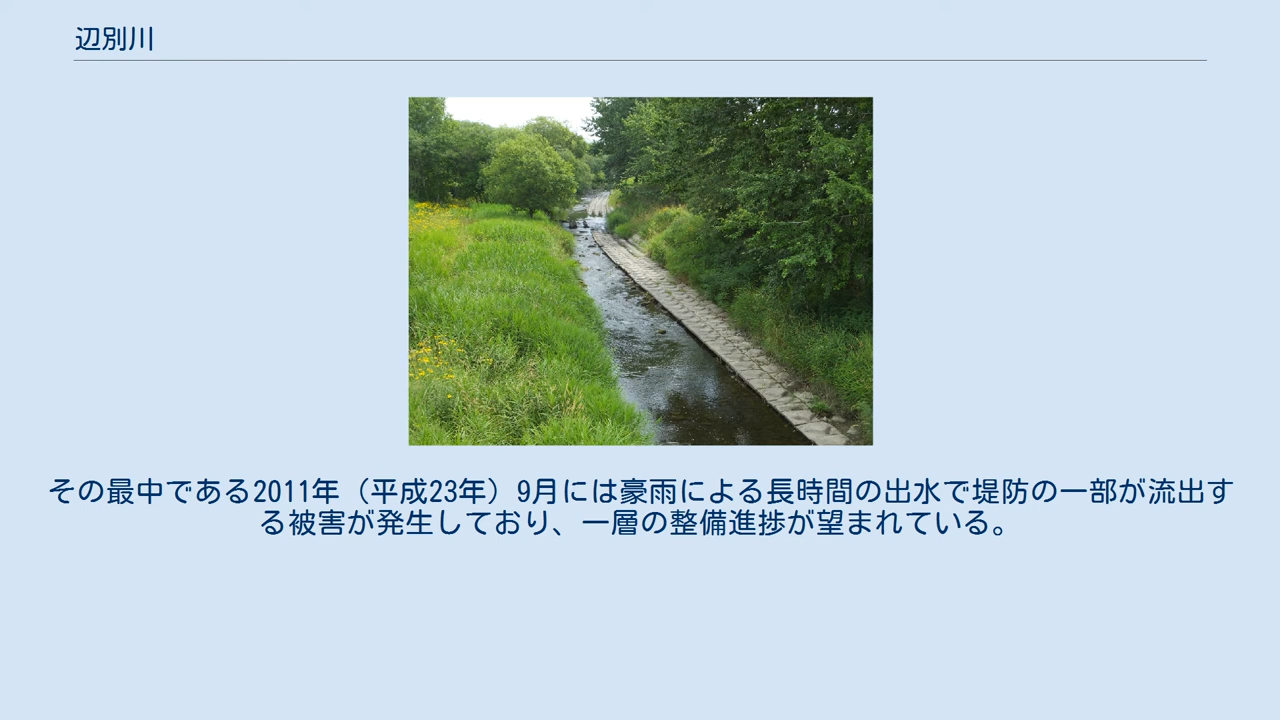 辺別川
その最中である2011年（平成23年）9月には豪雨による長時間の出水で堤防の一部が流出す
る被害が発生しており、一層の整備進捗が望まれている。